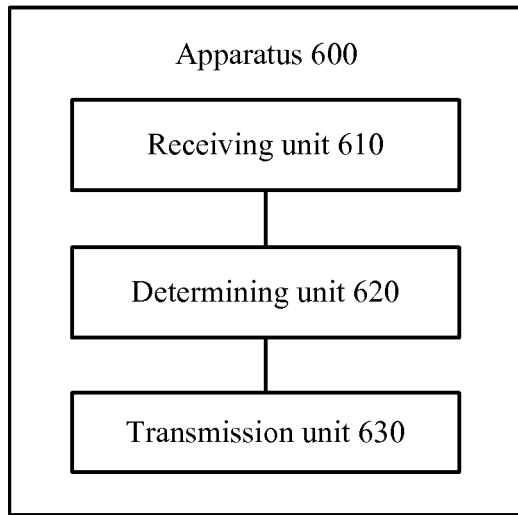 Apparatus 600
Receiving unit 610
Determining unit 620
Transmission unit 630